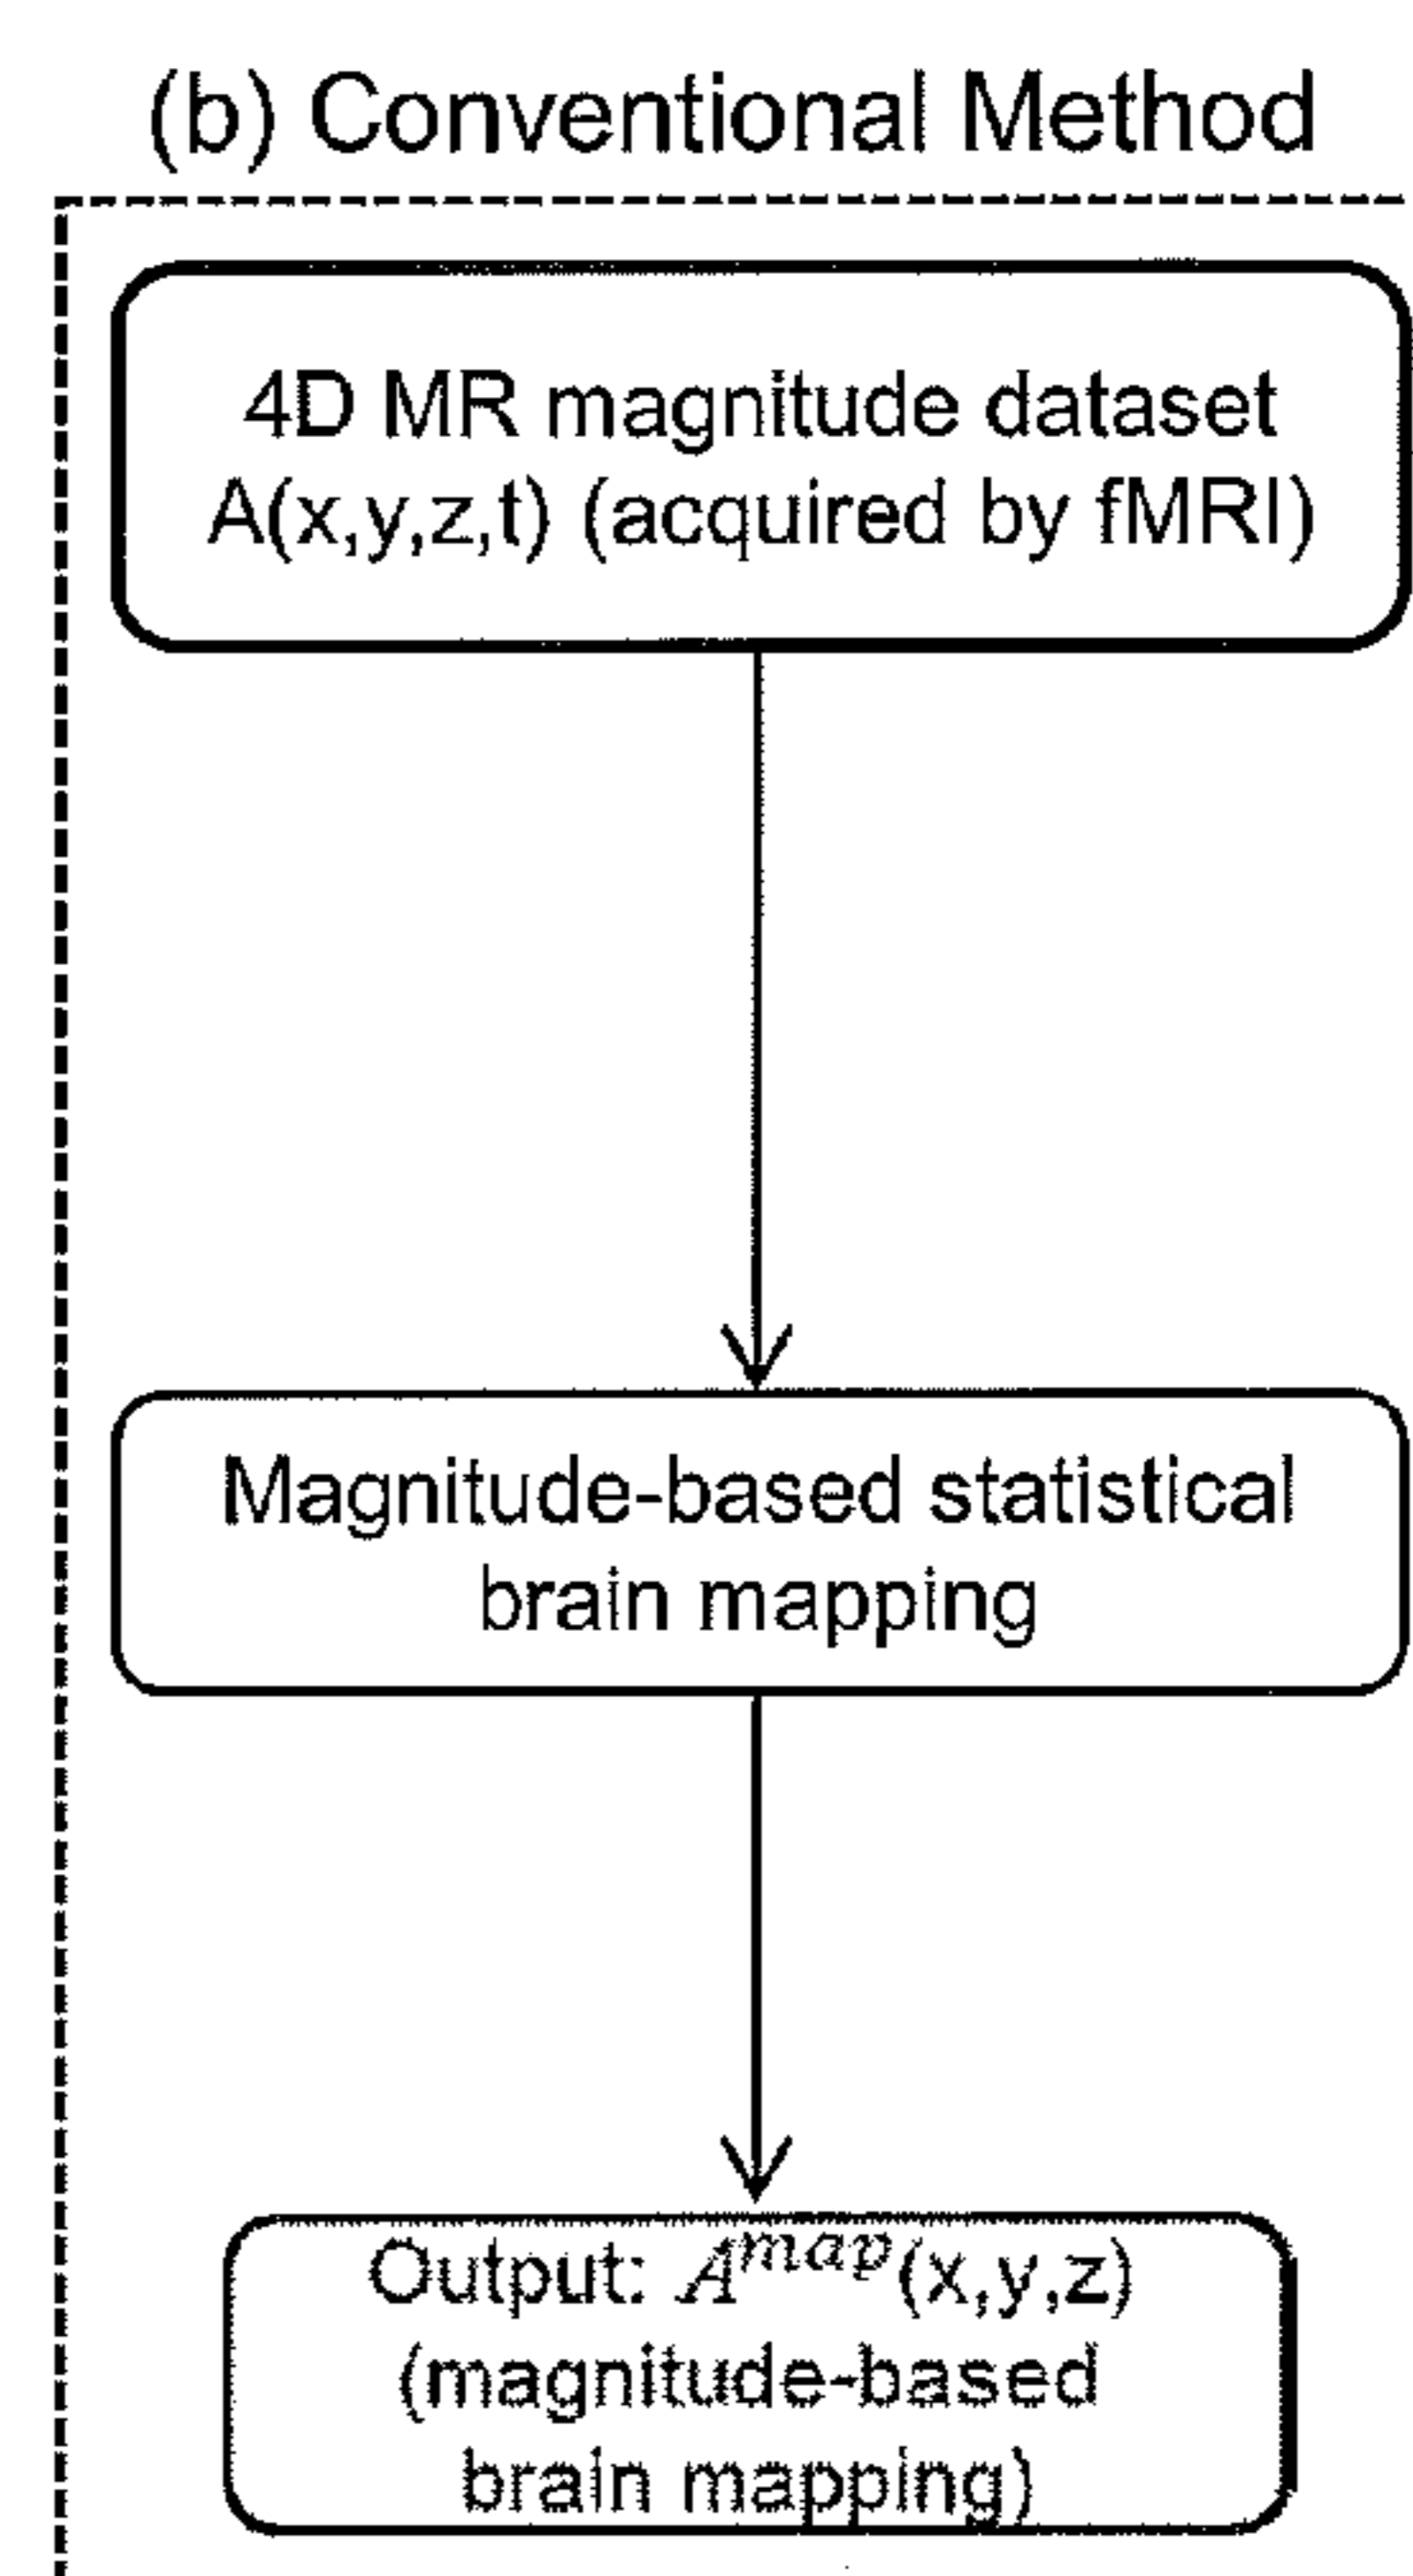 (b) Conventional Method
4D MR magnitude dataset
A(x,y,z,t) (acquired by fMRI)
Magnitude-based statistical
brain mapping
Output: A^map(x,y,z)
(magnitude-based
brain mapping)